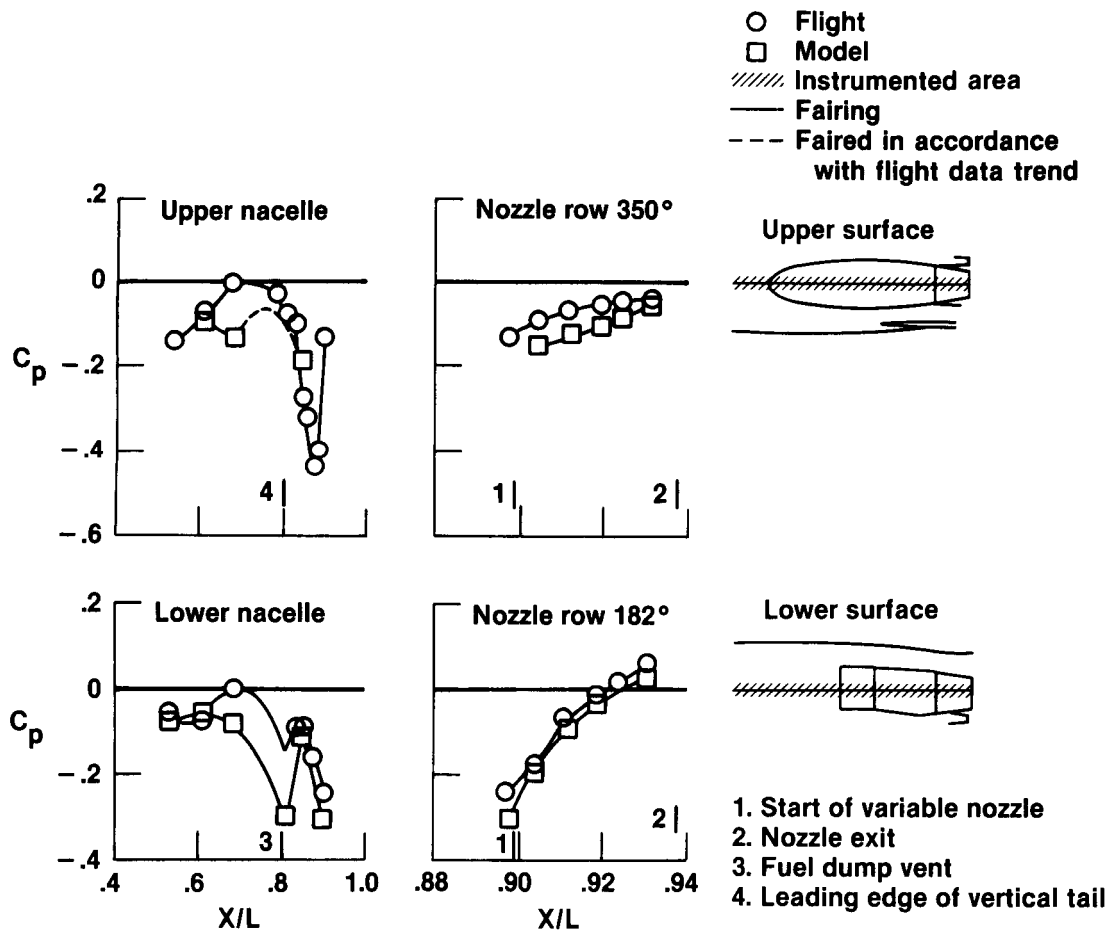 Flight
Model
Instrumented area
Fairing
Faired in accordance
with flight data trend
.2
0
−.2
−.4
−.6
Cp
Upper nacelle
4
Nozzle row 350°
1
2
Upper surface
.2
0
−.2
−.4
Cp
Lower nacelle
3
.4
.6
.8
1.0
X/L
Nozzle row 182°
1
2
.88
.90
.92
.94
X/L
Lower surface
1. Start of variable nozzle
2. Nozzle exit
3. Fuel dump vent
4. Leading edge of vertical tail